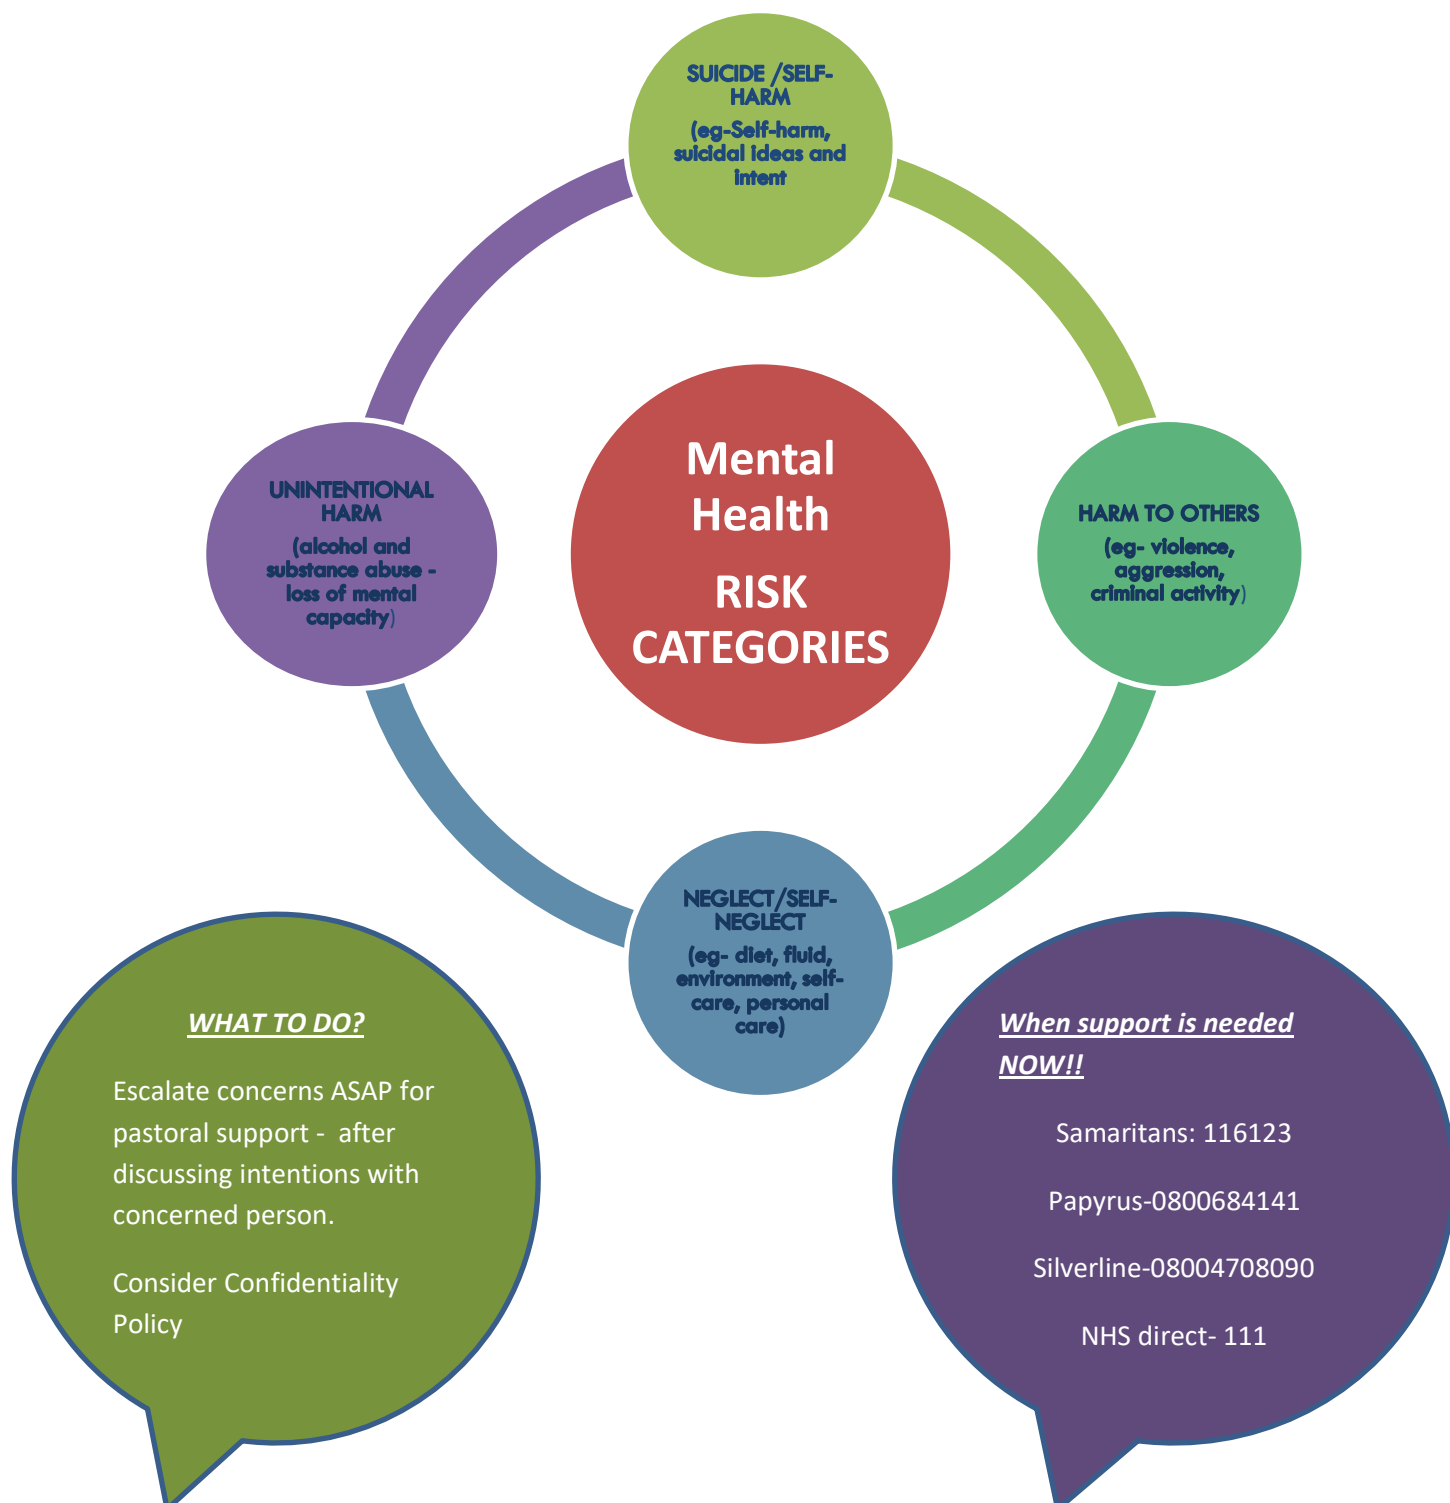 SUICIDE /SELF-
HARM
(eg-Self-harm,
suicidal ideas and
intent
UNINTENTIONAL
HARM
(alcohol and
substance abuse -
loss of mental
capacity)
Mental
Health
RISK
CATEGORIES
HARM TO OTHERS
(eg- violence,
aggression,
criminal activity)
NEGLECT/SELF-
NEGLECT
(eg- diet, fluid,
environment, self-
care, personal
care)
WHAT TO DO?
Escalate concerns ASAP for
pastoral support -  after
discussing intentions with
concerned person.
Consider Confidentiality
Policy
When support is needed
NOW!!
Samaritans: 116123
Papyrus-0800684141
Silverline-08004708090
NHS direct- 111